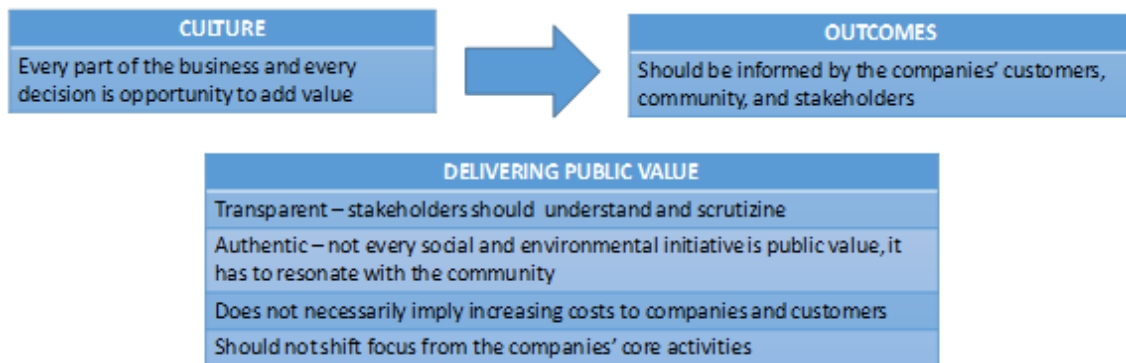 CULTURE
Every part of the business and every
decision is opportunity to add value
OUTCOMES
Should be informed by the companies' customers,
community, and stakeholders
DELIVERING PUBLIC VALUE
Transparent – stakeholders should understand and scrutizine
Authentic – not every social and environmental initiative is public value, it
has to resonate with the community
Does not necessarily imply increasing costs to companies and customers
Should not shift focus from the companies' core activities